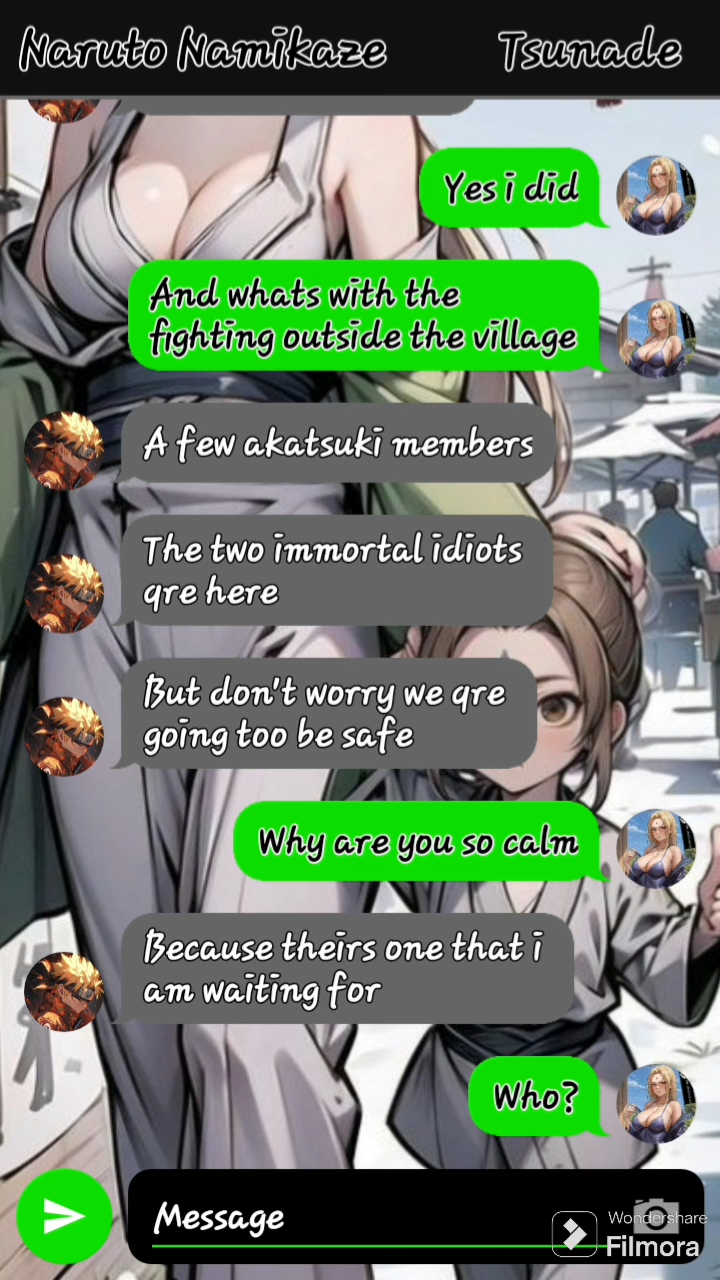 Naruto Namikaze Tsunade
Yes i did
And whats with the
fighting outside the village
A few akatsuki members
The two immortal idiots
qre here
But don't worry we qre
going too be safe
Why are you so calm
Because theirs one that i
am waiting for
Who?
Message
Wondershare
Filmora